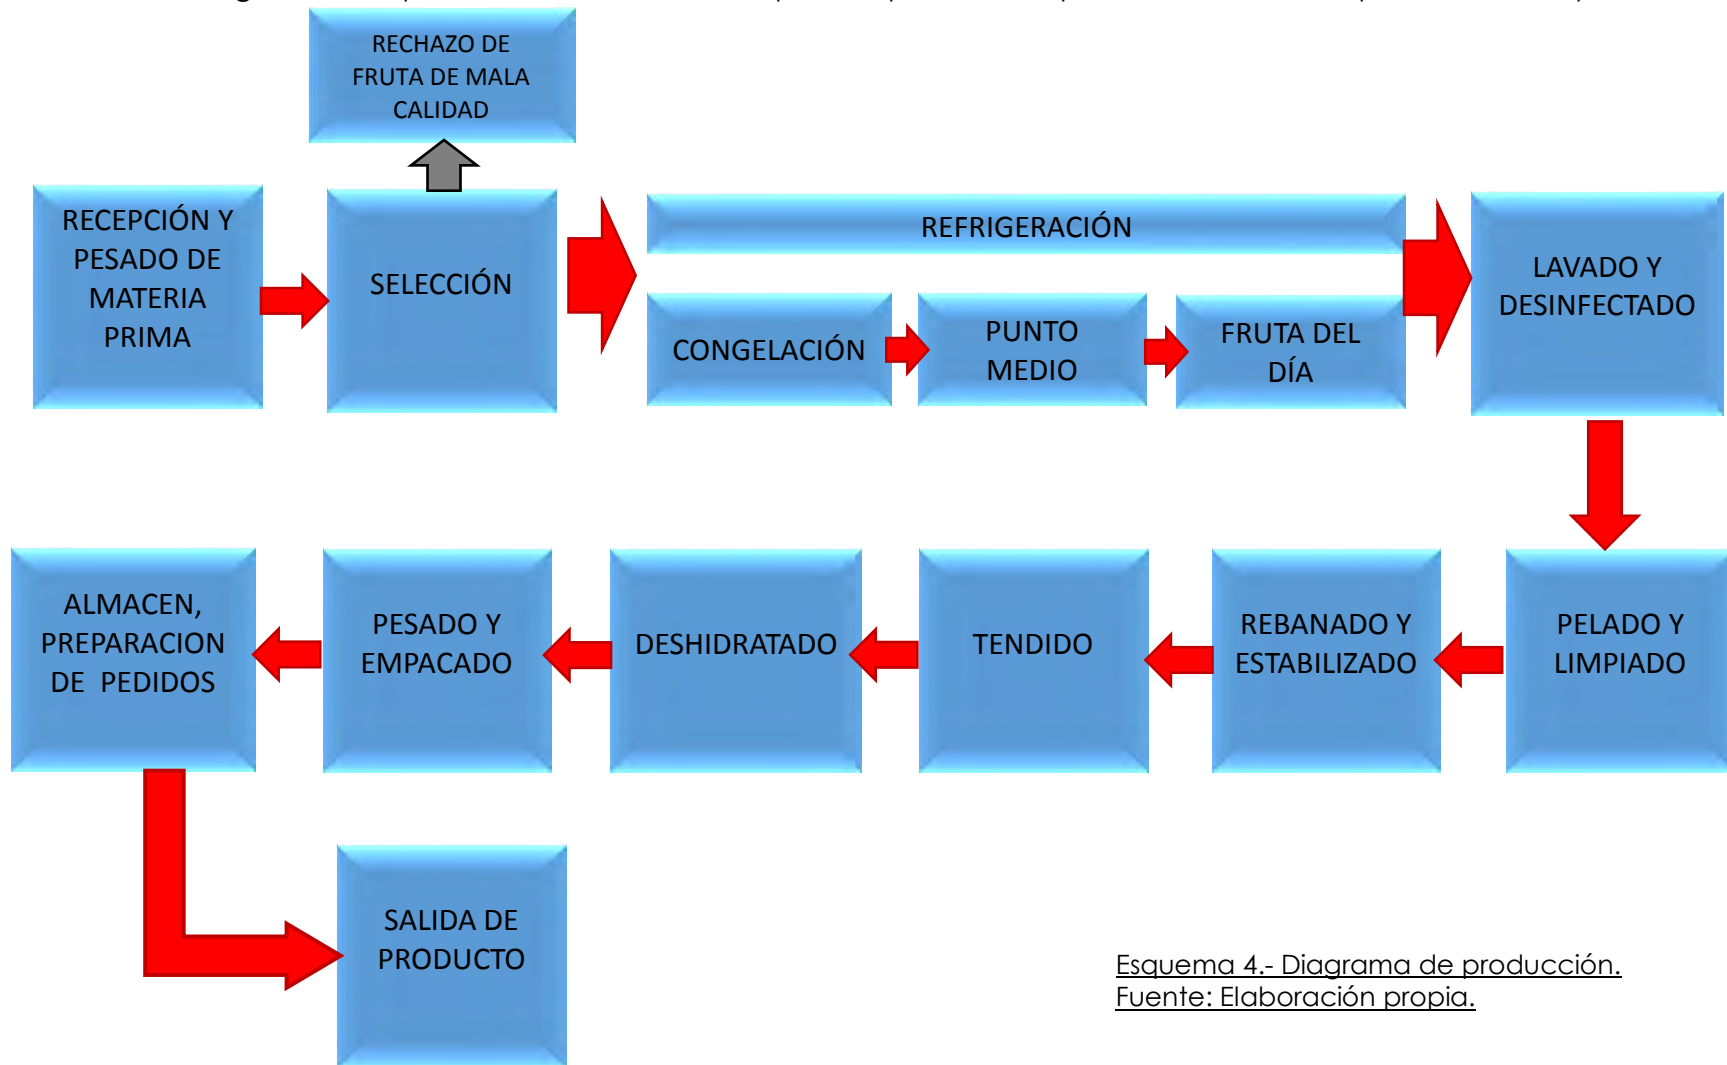 RECHAZO DE
FRUTA DE MALA
CALIDAD
RECEPCIÓN Y
PESADO DE
MATERIA
PRIMA
SELECCIÓN
REFRIGERACIÓN
CONGELACIÓN
PUNTO
MEDIO
FRUTA DEL
DÍA
LAVADO Y
DESINFECTADO
ALMACEN,
PREPARACION
DE PEDIDOS
PESADO Y
EMPACADO
DESHIDRATADO
TENDIDO
REBANADO Y
ESTABILIZADO
PELADO Y
LIMPIADO
SALIDA DE
PRODUCTO
Esquema 4.- Diagrama de producción.
Fuente: Elaboración propia.